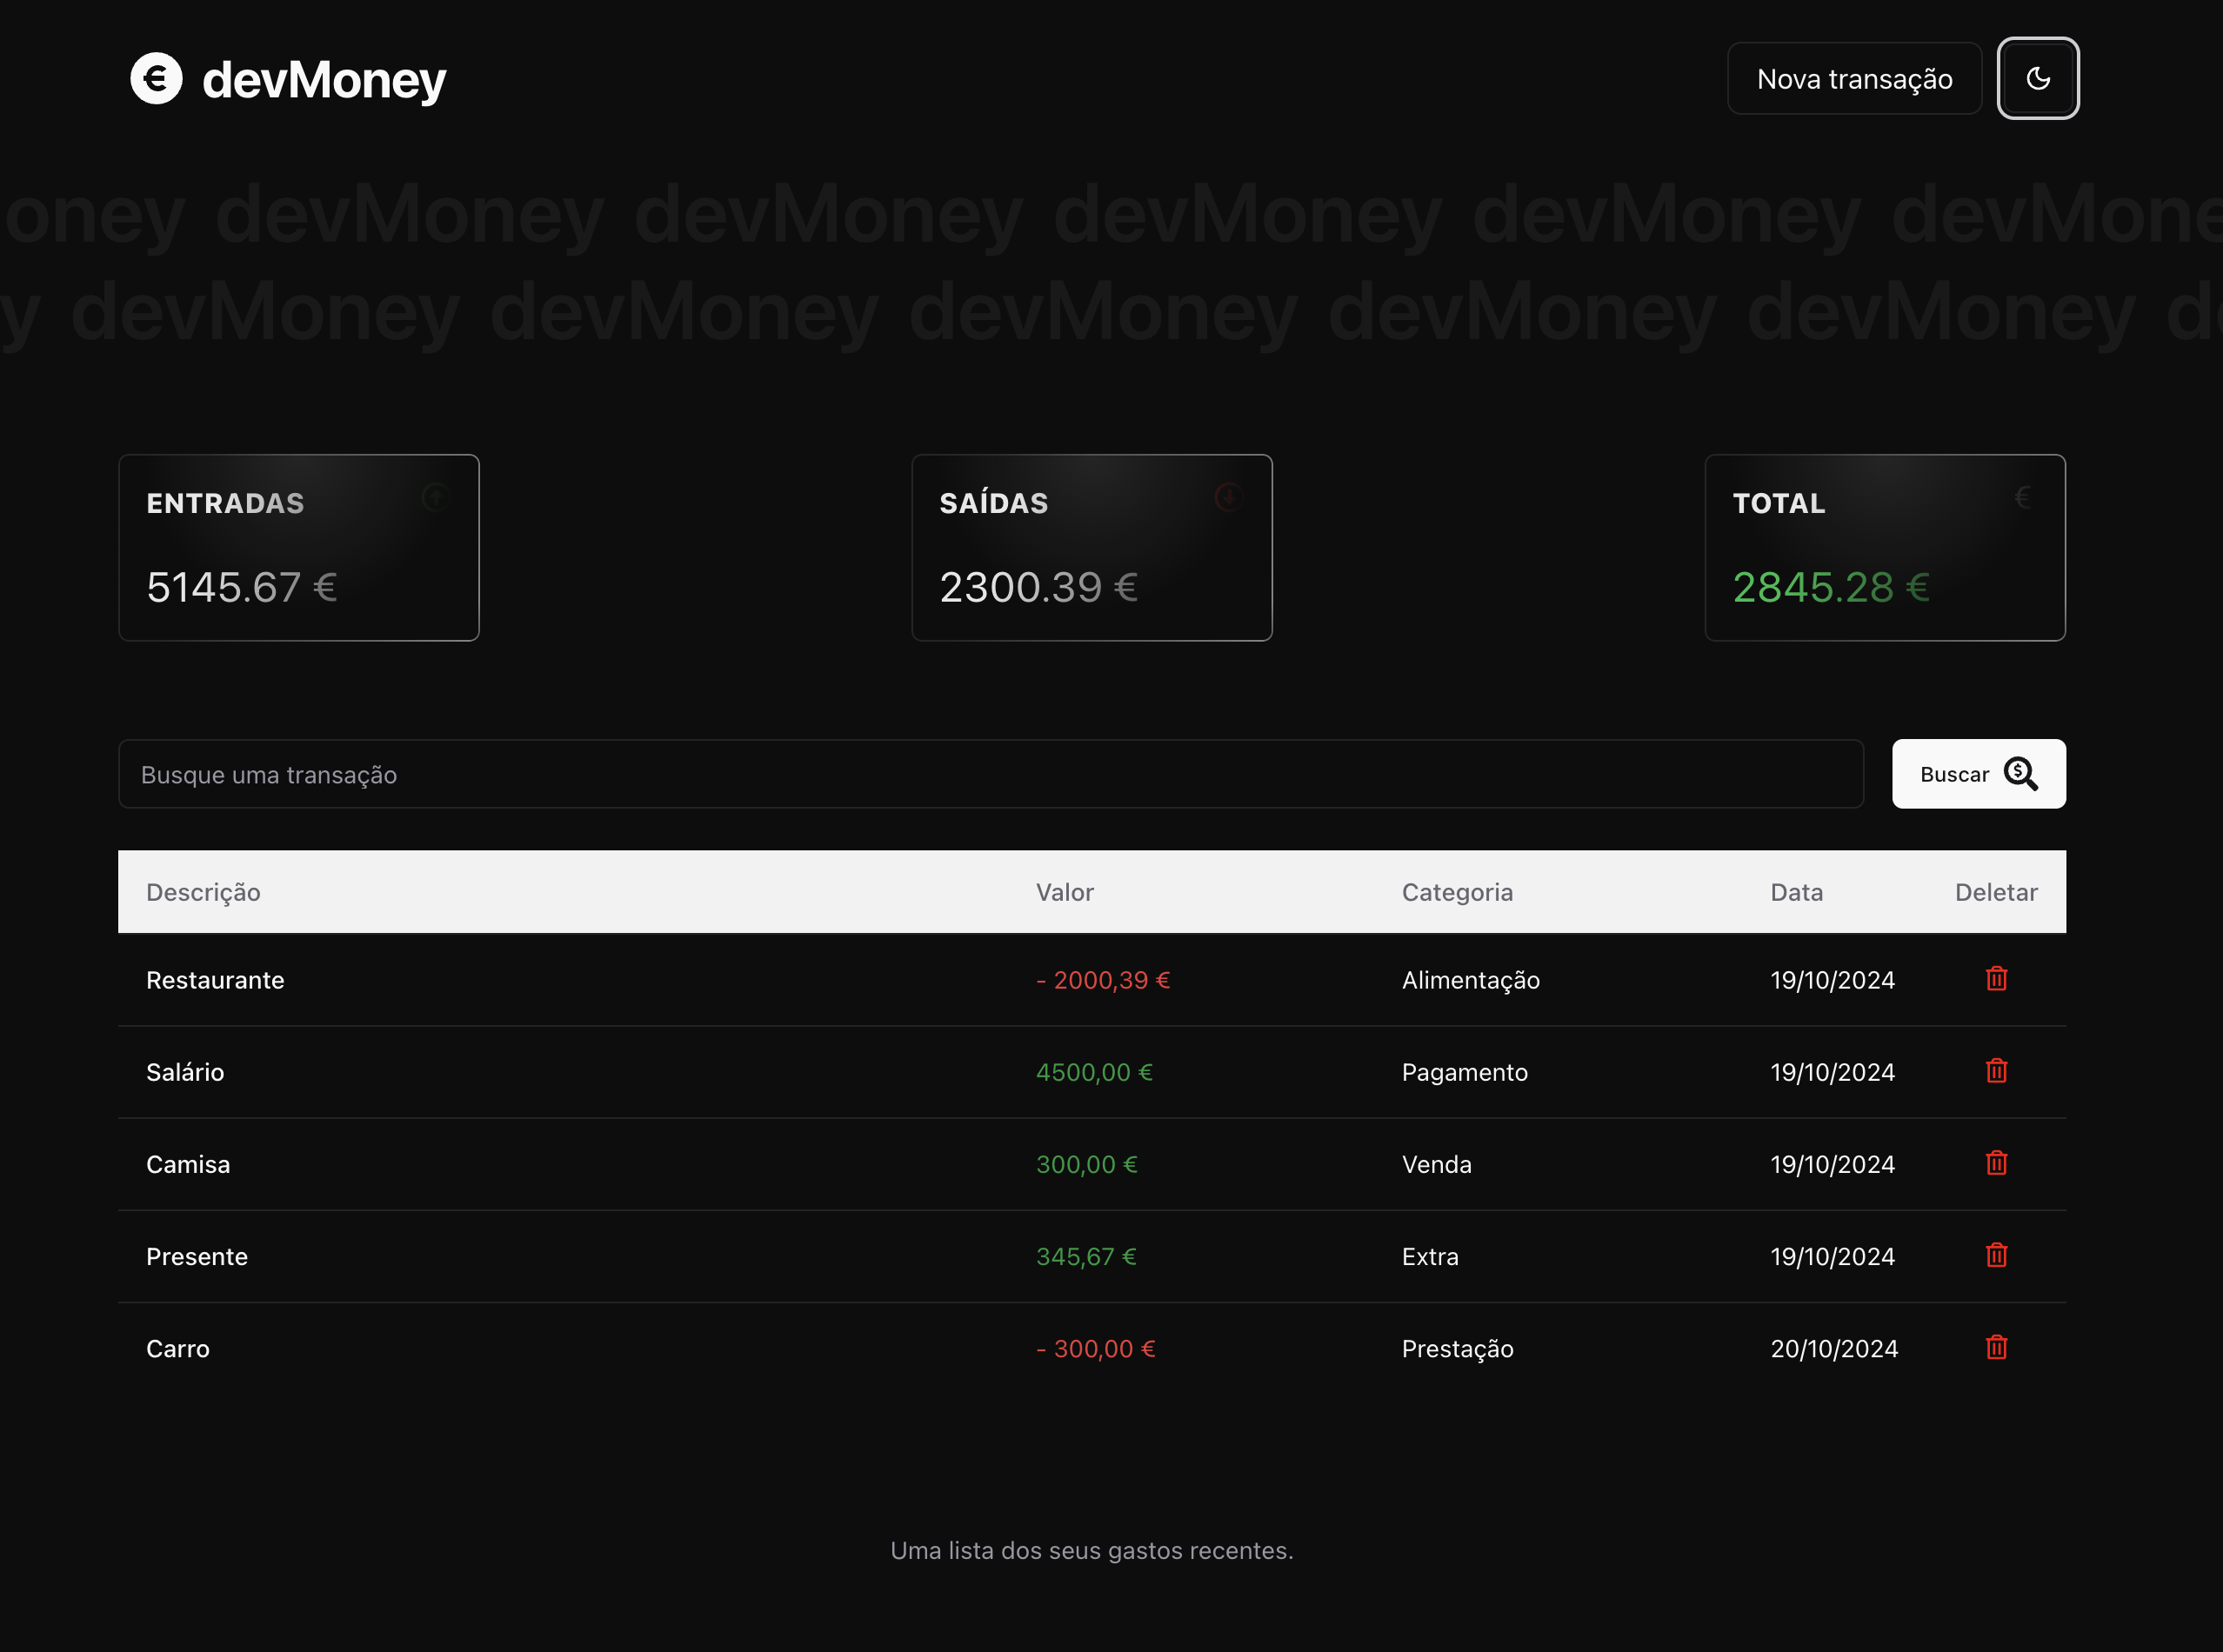 devMoney
Nova transação
oney devMoney devMoney devMoney devMoney devMone
y devMoney devMoney devMoney devMoney devMoney de
ENTRADAS
5145.67 €
SAÍDAS
2300.39 €
TOTAL €
2845.28 €
Busque uma transação
Buscar
Descrição Valor Categoria Data Deletar
Restaurante - 2000,39 € Alimentação 19/10/2024
Salário 4500,00 € Pagamento 19/10/2024
Camisa 300,00 € Venda 19/10/2024
Presente 345,67 € Extra 19/10/2024
Carro - 300,00 € Prestação 20/10/2024
Uma lista dos seus gastos recentes.